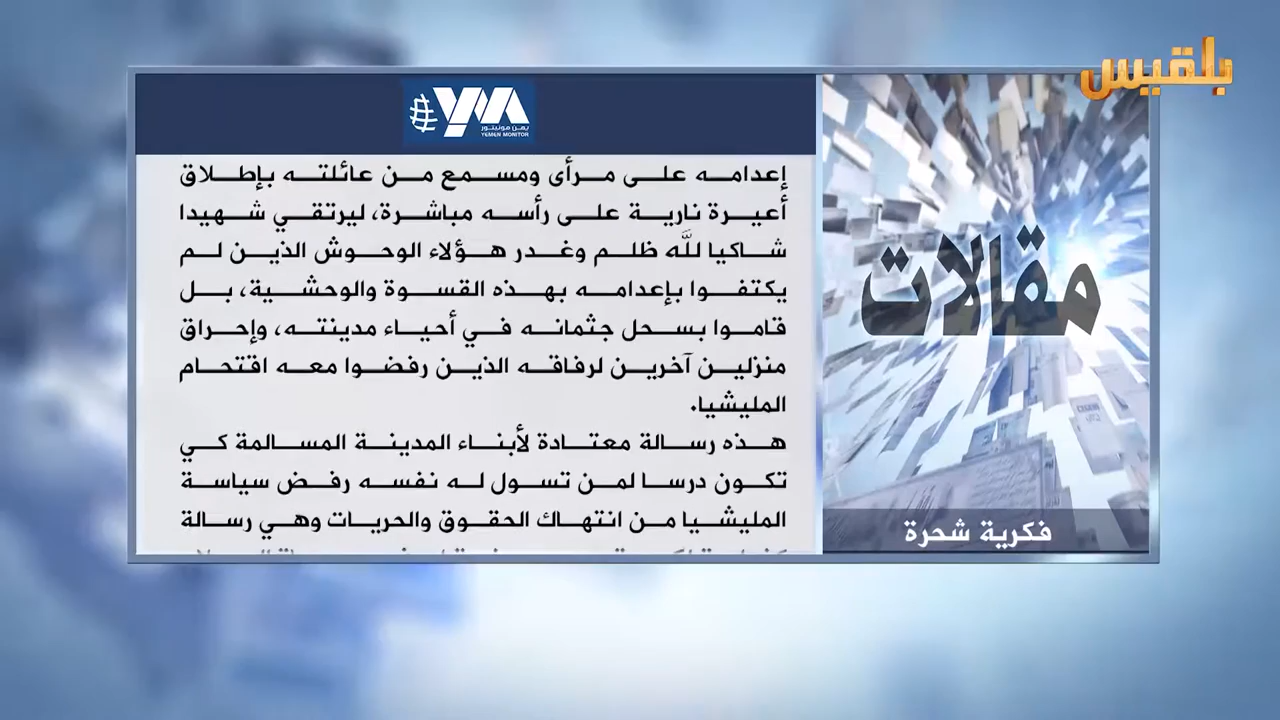 بلقيس
YM
يمن مونيتور
YEMEN MONITOR
إعدامه على مرأى ومسمع من عائلته بإطلاق
أعيرة نارية على رأسه مباشرة، ليرتقي شهيدا
شاكيا لله ظلم وغدر هؤلاء الوحوش الذين لم
يكتفوا بإعدامه بهذه القسوة والوحشية، بل
قاموا بسحل جثمانه في أحياء مدينته، وإحراق
منزلين آخرين لرفاقه الذين رفضوا معه اقتحام
المليشيا.
هذه رسالة معتادة لأبناء المدينة المسالمة كي
تكون درسا لمن تسول له نفسه رفض سياسة
المليشيا من انتهاك الحقوق والحريات وهي رسالة
مقالات
فكرية شحرة